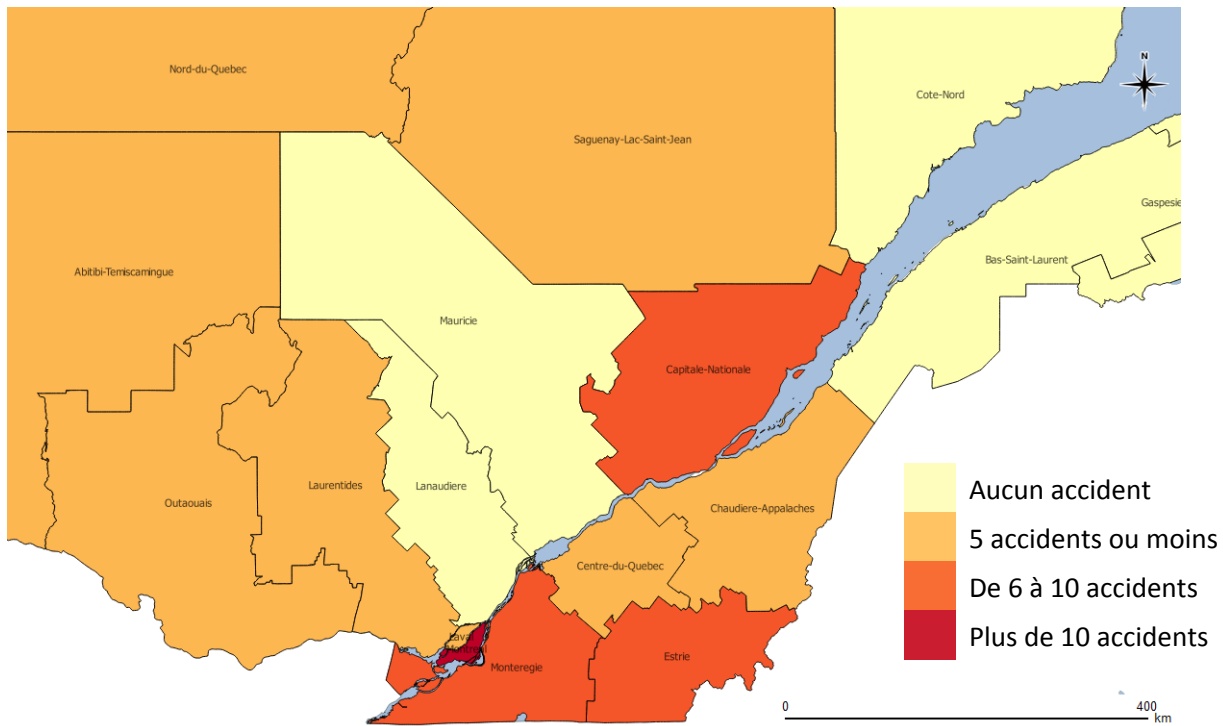 N
Nord-du-Quebec
Cote-Nord
Saguenay-Lac-Saint-Jean
Gaspesie
Bas-Saint-Laurent
Abitibi-Temiscamingue
Mauricie
Capitale-Nationale
Outaouais
Laurentides
Lanaudiere
Chaudiere-Appalaches
Centre-du-Quebec
Laval
Montreal
Monteregie
Estrie
Aucun accident
5 accidents ou moins
De 6 à 10 accidents
Plus de 10 accidents
0
400
km